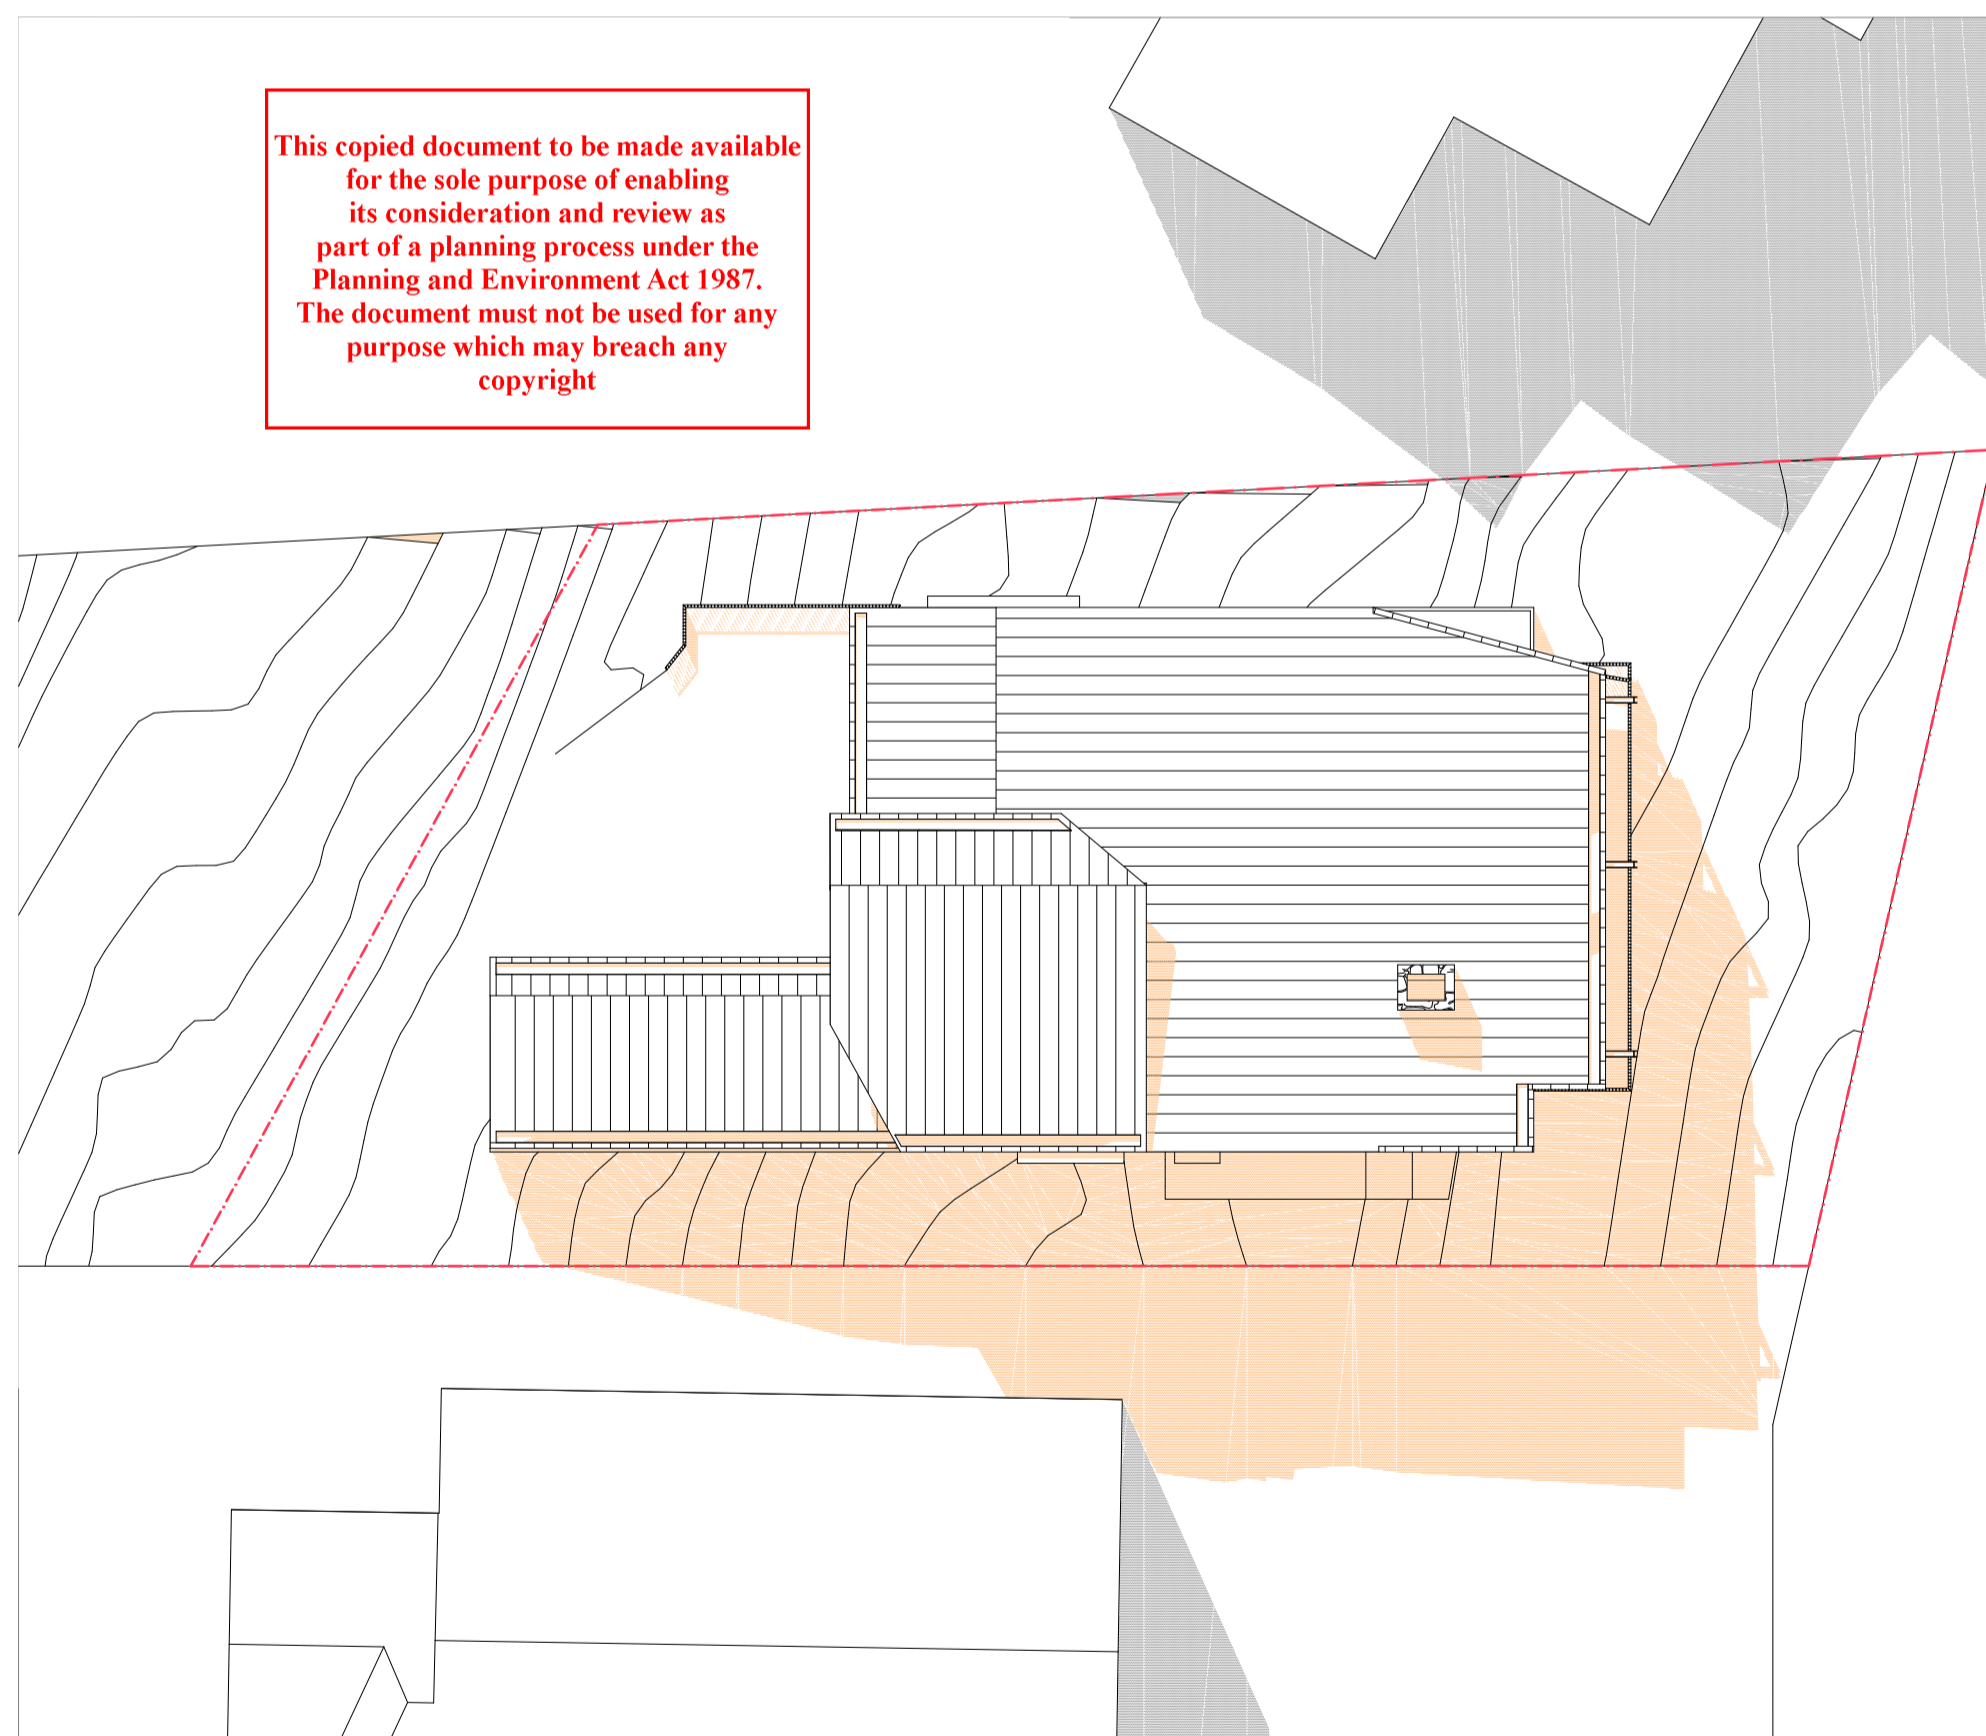 This copied document to be made available
for the sole purpose of enabling
its consideration and review as
part of a planning process under the
Planning and Environment Act 1987.
The document must not be used for any
purpose which may breach any
copyright